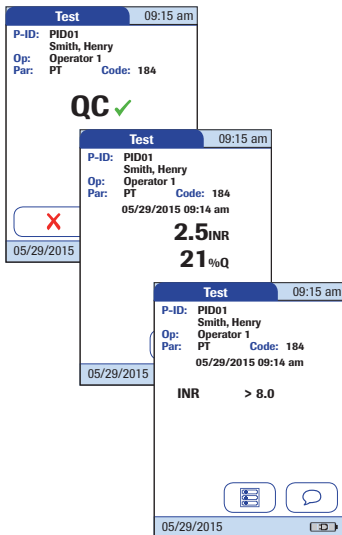 Test 09:15 am
P-ID: PID01
Smith, Henry
Op: Operator 1
Par: PT Code: 184
QC
05/29/2015
Test 09:15 am
P-ID: PID01
Smith, Henry
Op: Operator 1
Par: PT Code: 184
05/29/2015 09:14 am
2.5INR
21%Q
05/29/2015
Test 09:15 am
P-ID: PID01
Smith, Henry
Op: Operator 1
Par: PT Code: 184
05/29/2015 09:14 am
INR > 8.0
05/29/2015